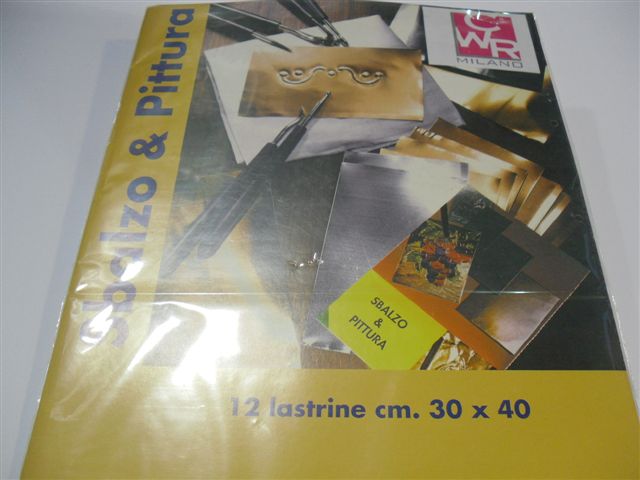 Sbalzo & Pittura
CWR
MILANO
SBALZO
&
PITTURA
12 lastrine cm. 30 x 40